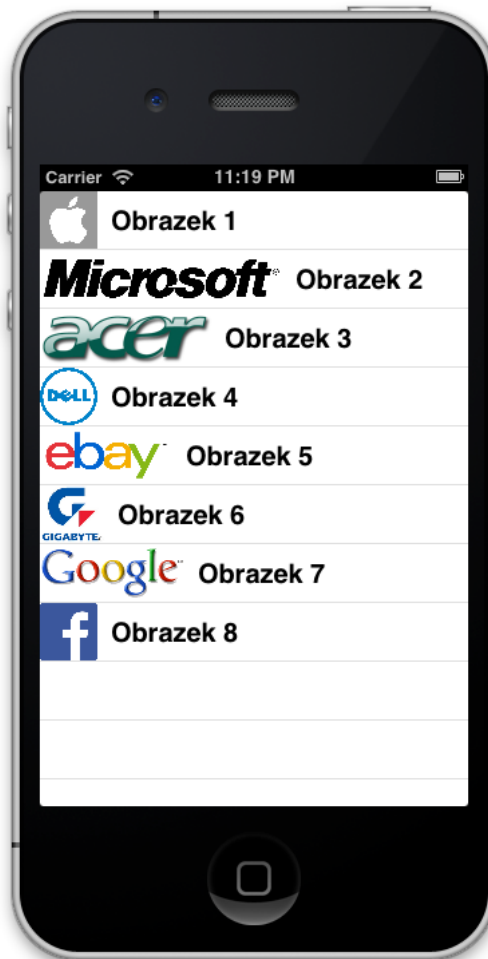 Carrier 11:19 PM
Obrazek 1
Microsoft Obrazek 2
acer Obrazek 3
DELL Obrazek 4
ebay Obrazek 5
GIGABYTE Obrazek 6
Google Obrazek 7
f Obrazek 8